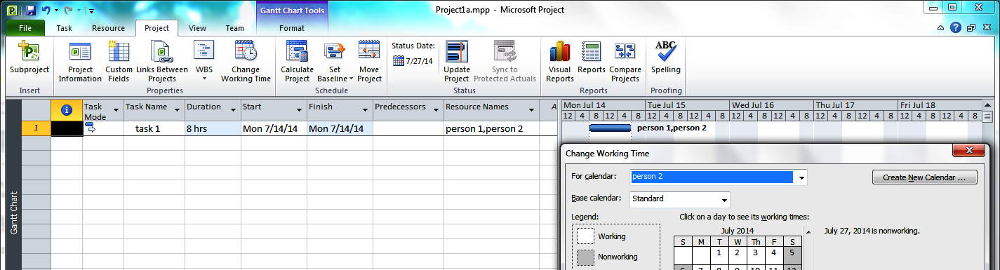 Gantt Chart Tools
Project1a.mpp - Microsoft Project
File Task Resource Project View Team Format
Subproject
Project Information
Custom Fields
Links Between Projects
WBS
Change Working Time
Calculate Project
Set Baseline
Move Project
Status Date:
7/27/14
Update Project
Sync to Protected Actuals
Visual Reports
Reports
Compare Projects
ABC
Spelling
Insert Properties Schedule Status Reports Proofing
Task Mode Task Name Duration Start Finish Predecessors Resource Names A
Mon Jul 14 Tue Jul 15 Wed Jul 16 Thu Jul 17 Fri Jul 18
12 4 8 12 4 8 12 4 8 12 4 8 12 4 8 12 4 8 12 4 8 12 4 8 12 4 8 12 4 8
1 task 1 8 hrs Mon 7/14/14 Mon 7/14/14 person 1,person 2
person 1,person 2
Gantt Chart
Change Working Time
For calendar: person 2 Create New Calendar ...
Base calendar: Standard
Legend: Click on a day to see its working times:
Working
Nonworking
July 2014 July 27, 2014 is nonworking.
S M T W Th F S
1 2 3 4 5
6 7 8 9 10 11 12